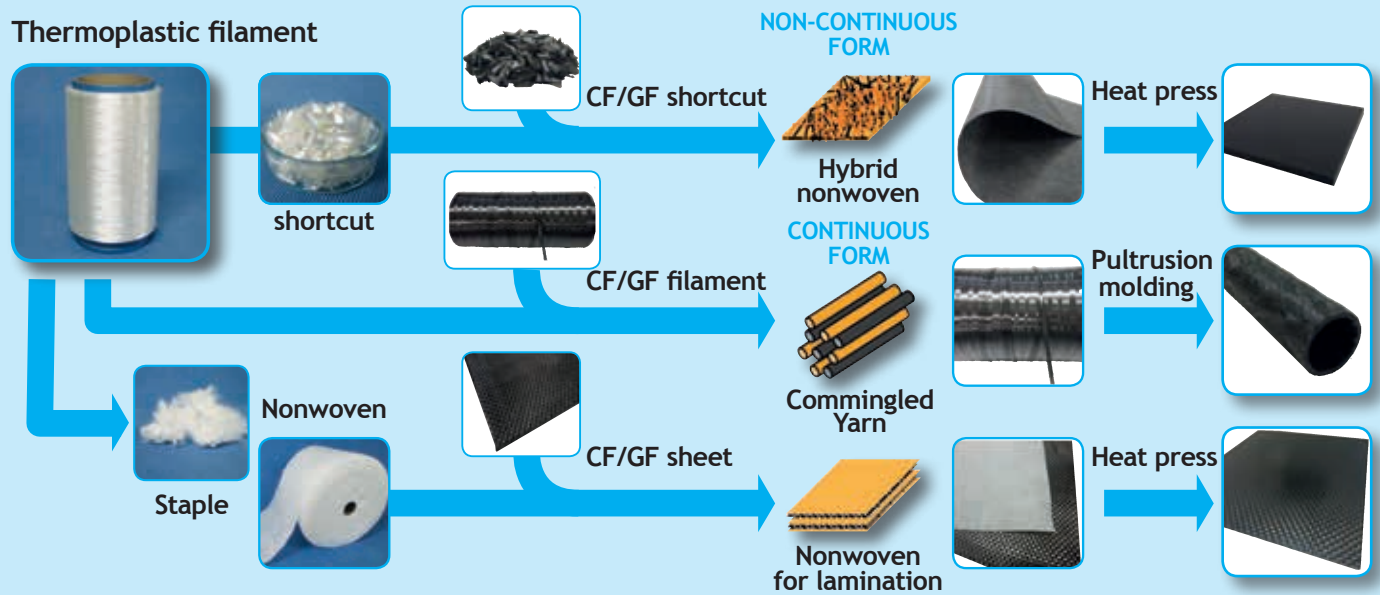 Thermoplastic filament
shortcut
CF/GF shortcut
NON-CONTINUOUS
FORM
Hybrid
nonwoven
Heat press
CF/GF filament
CONTINUOUS
FORM
Commingled
Yarn
Pultrusion
molding
Staple
Nonwoven
CF/GF sheet
Nonwoven
for lamination
Heat press